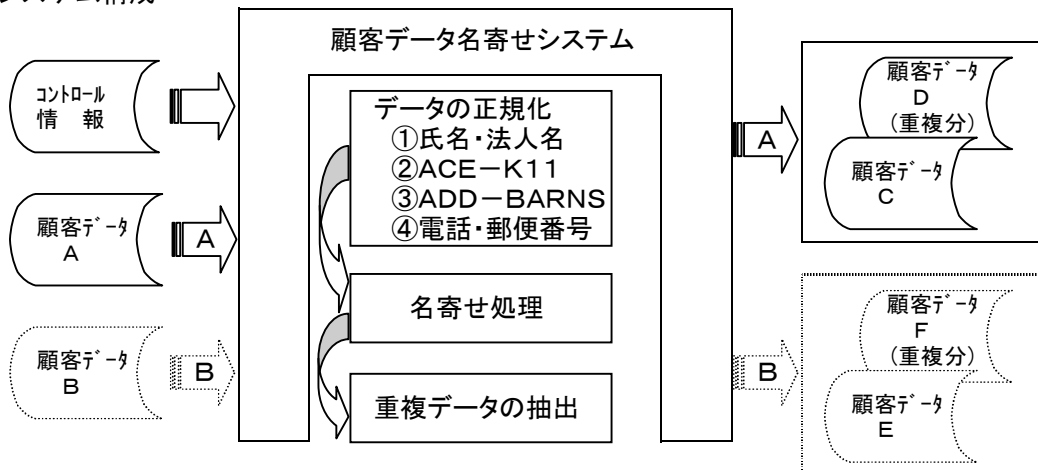 顧客データ名寄せシステム
コントロール
情 報
顧客データ
A
A
顧客データ
B
B
データの正規化
①氏名・法人名
②ACE-K11
③ADD-BARNS
④電話・郵便番号
名寄せ処理
重複データの抽出
A
顧客データ
D
(重複分)
顧客データ
C
B
顧客データ
F
(重複分)
顧客データ
E